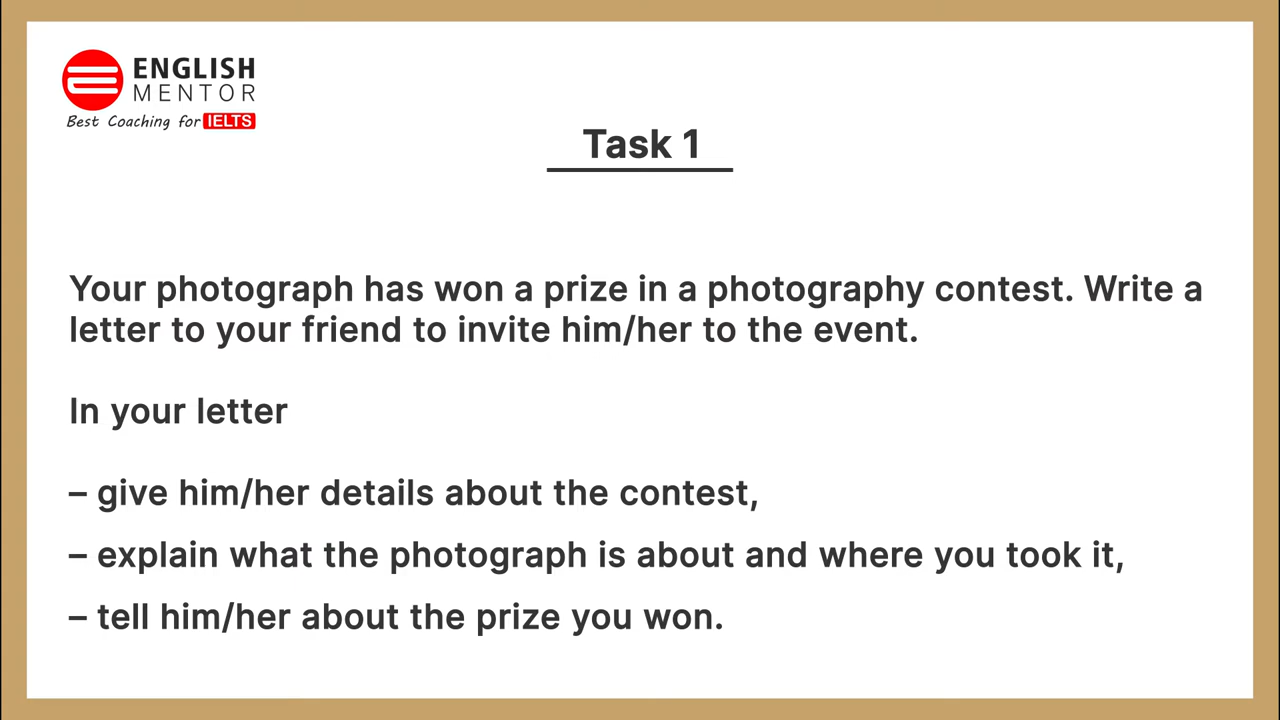 ENGLISH
MENTOR
Best Coaching for IELTS
Task 1
Your photograph has won a prize in a photography contest. Write a
letter to your friend to invite him/her to the event.
In your letter
– give him/her details about the contest,
– explain what the photograph is about and where you took it,
– tell him/her about the prize you won.